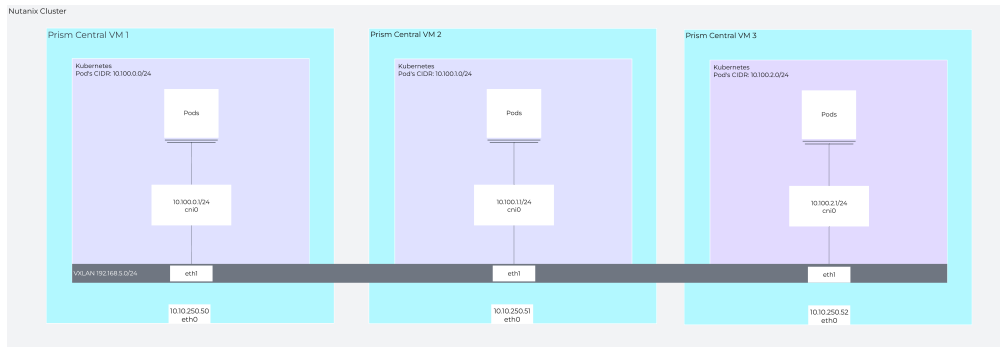 Nutanix Cluster
Prism Central VM 1
Kubernetes
Pod's CIDR: 10.100.0.0/24
Pods
10.100.0.1/24
cni0
VXLAN 192.168.5.0/24
eth1
10.10.250.50
eth0
Prism Central VM 2
Kubernetes
Pod's CIDR: 10.100.1.0/24
Pods
10.100.1.1/24
cni0
eth1
10.10.250.51
eth0
Prism Central VM 3
Kubernetes
Pod's CIDR: 10.100.2.0/24
Pods
10.100.2.1/24
cni0
eth1
10.10.250.52
eth0